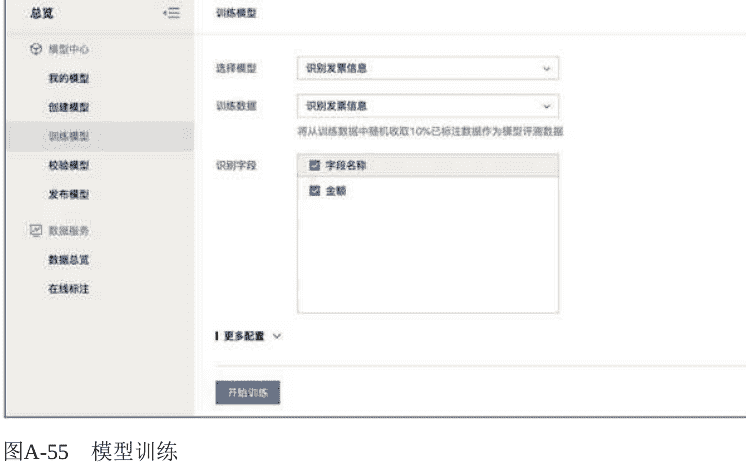 总览
训练模型
模型中心
我的模型
创建模型
训练模型
校验模型
发布模型
数据服务
数据总览
在线标注
选择模型
识别发票信息
训练数据
识别发票信息
将从训练数据中随机收取10%已标注数据作为模型评测数据
识别字段
字段名称
金额
更多配置
开始训练
图A-55 模型训练